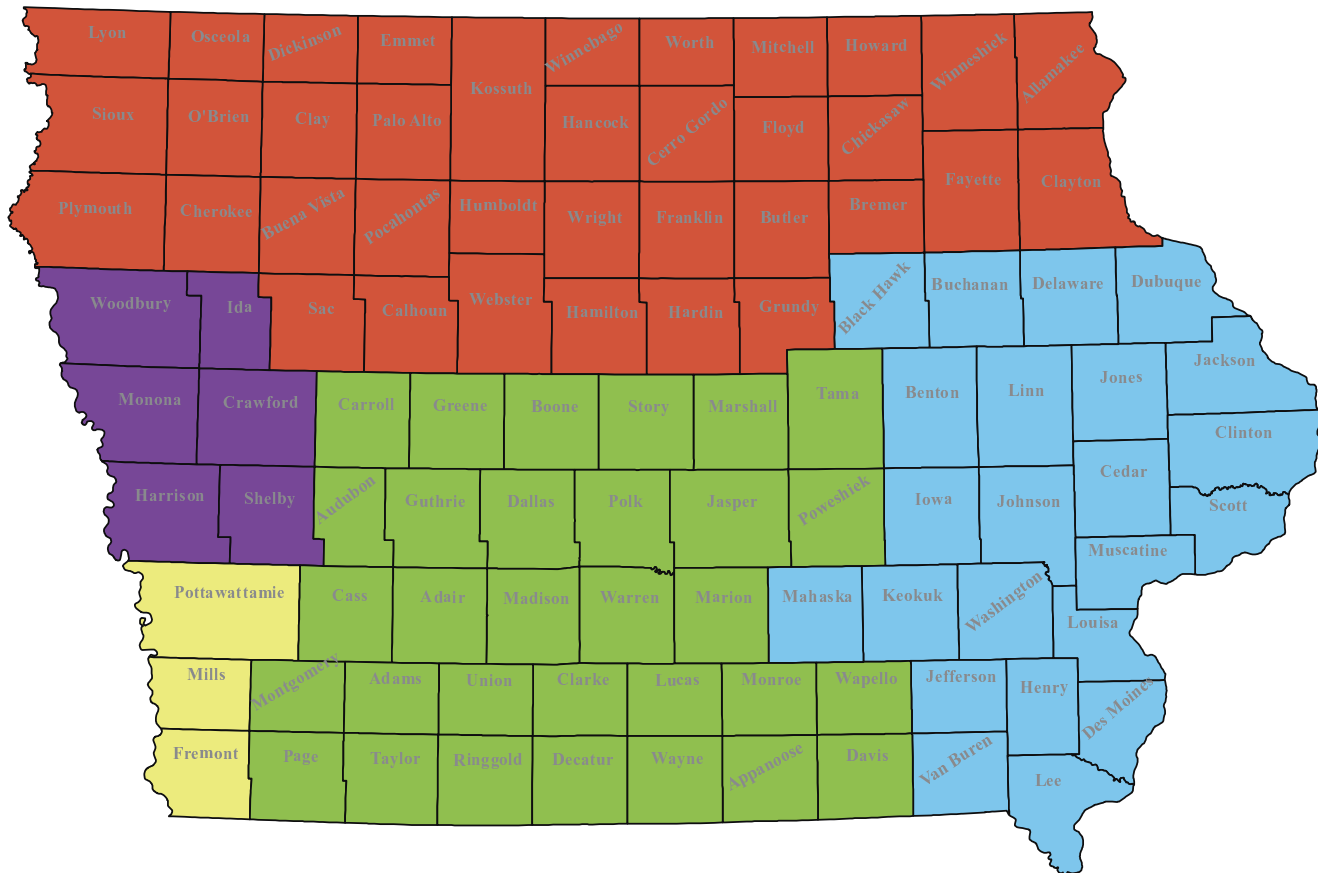 Lyon
Osceola
Dickinson
Emmet
Kossuth
Winnebago
Worth
Mitchell
Howard
Winneshick
Allamakee
Sioux
O'Brien
Clay
Palo Alto
Hancock
Cerro Gordo
Floyd
Chickasaw
Fayette
Clayton
Plymouth
Cherokee
Buena Vista
Pocahontas
Humboldt
Wright
Franklin
Butler
Bremer
Woodbury
Ida
Sac
Calhoun
Webster
Hamilton
Hardin
Grundy
Black Hawk
Buchanan
Delaware
Dubuque
Jackson
Monona
Crawford
Carroll
Greene
Boone
Story
Marshall
Tama
Benton
Linn
Jones
Clinton
Harrison
Shelby
Audubon
Guthrie
Dallas
Polk
Jasper
Poweshick
Iowa
Johnson
Cedar
Scott
Muscatine
Pottawattamie
Cass
Adair
Madison
Warren
Marion
Mahaska
Keokuk
Washington
Louisa
Mills
Montgomery
Adams
Union
Clarke
Lucas
Monroe
Wapello
Jefferson
Henry
Des Moines
Fremont
Page
Taylor
Ringgold
Decatur
Wayne
Appanoose
Davis
Van Buren
Lee